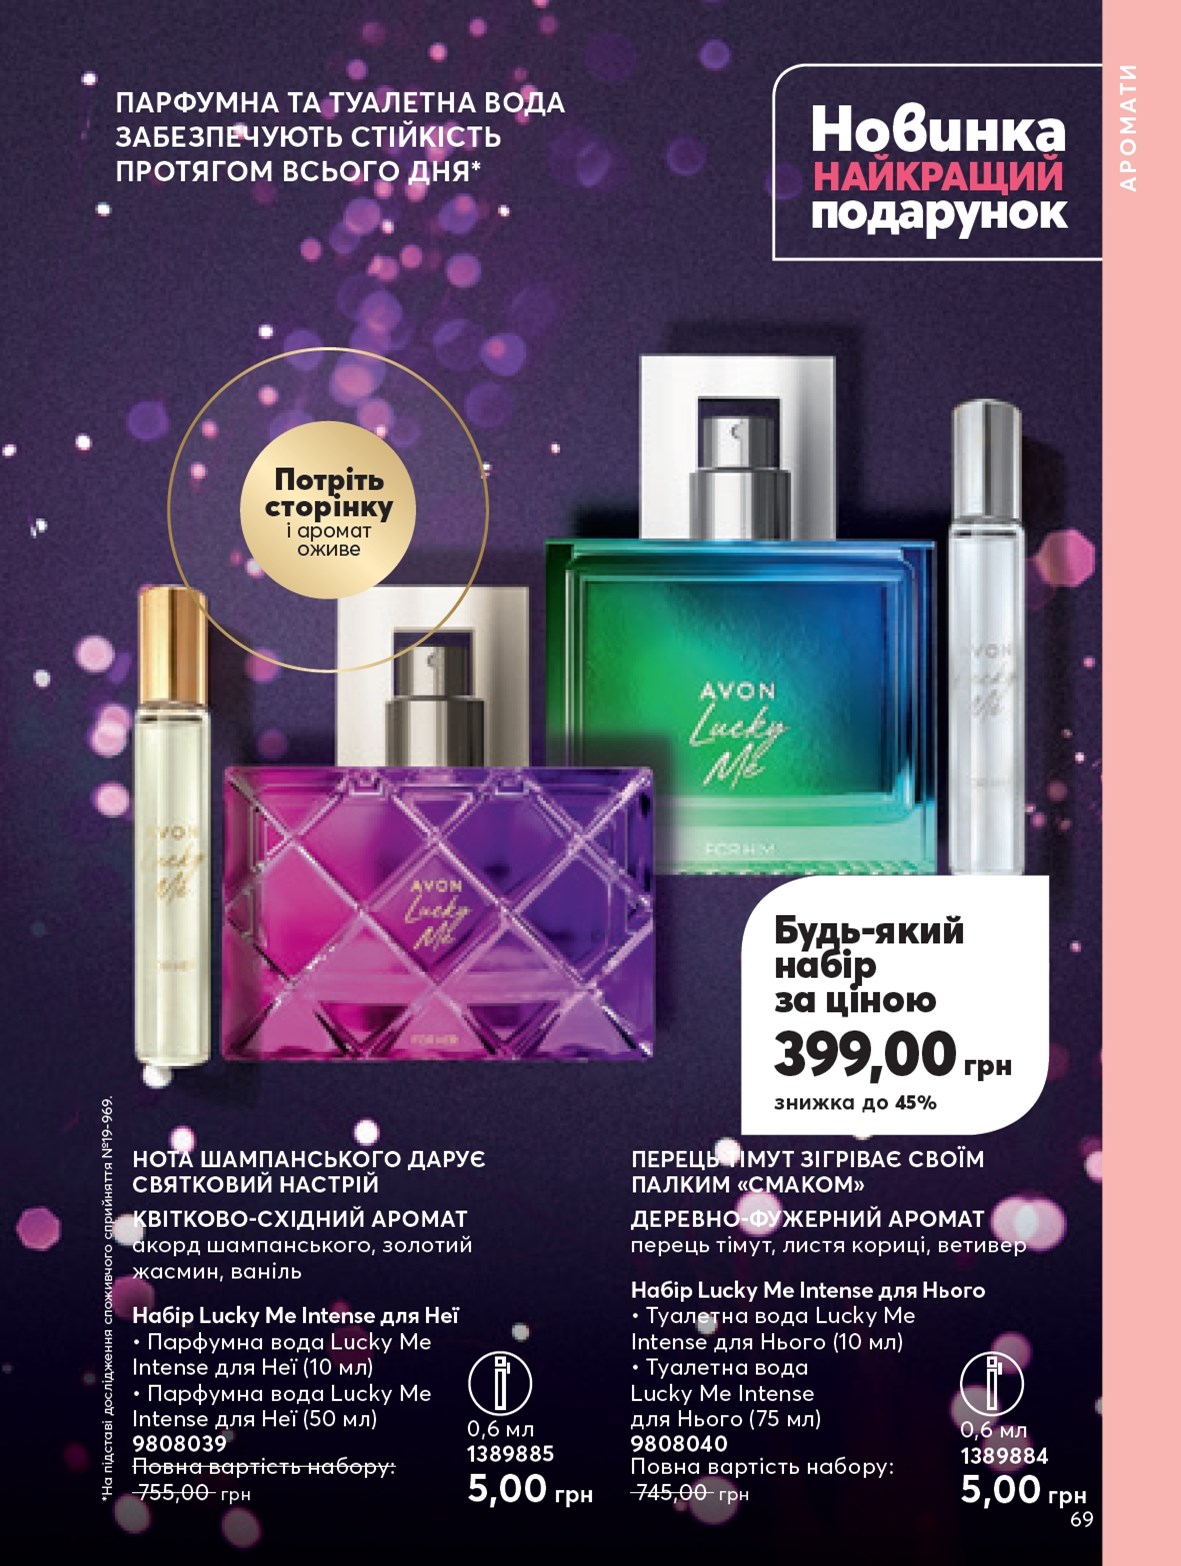 ПАРФУМНА ТА ТУАЛЕТНА ВОДА
ЗАБЕЗПЕЧУЮТЬ СТІЙКІСТЬ
ПРОТЯГОМ ВСЬОГО ДНЯ*
Новинка
НАЙКРАЩИЙ
подарунок
АРОМАТИ
Потріть
сторінку
і аромат
оживе
AVON
Lucky
Me
FOR HIM
AVON
Lucky
Me
AVON
Lucky
Me
FOR HER
AVON
Lucky
Me
FOR HER
Будь-який
набір
за ціною
399,00 грн
знижка до 45%
*На підставі дослідження споживчого сприйняття №19-969.
НОТА ШАМПАНСЬКОГО ДАРУЄ
СВЯТКОВИЙ НАСТРІЙ
КВІТКОВО-СХІДНИЙ АРОМАТ
акорд шампанського, золотий
жасмин, ваніль
Набір Lucky Me Intense для Неї
• Парфумна вода Lucky Me
Intense для Неї (10 мл)
• Парфумна вода Lucky Me
Intense для Неї (50 мл)
9808039
Повна вартість набору:
755,00 грн
0,6 мл
1389885
5,00 грн
ПЕРЕЦЬ ТІМУТ ЗІГРІВАЄ СВОЇМ
ПАЛКИМ «СМАКОМ»
ДЕРЕВНО-ФУЖЕРНИЙ АРОМАТ
перець тімут, листя кориці, ветивер
Набір Lucky Me Intense для Нього
• Туалетна вода Lucky Me
Intense для Нього (10 мл)
• Туалетна вода
Lucky Me Intense
для Нього (75 мл)
9808040
Повна вартість набору:
745,00 грн
0,6 мл
1389884
5,00 грн
69